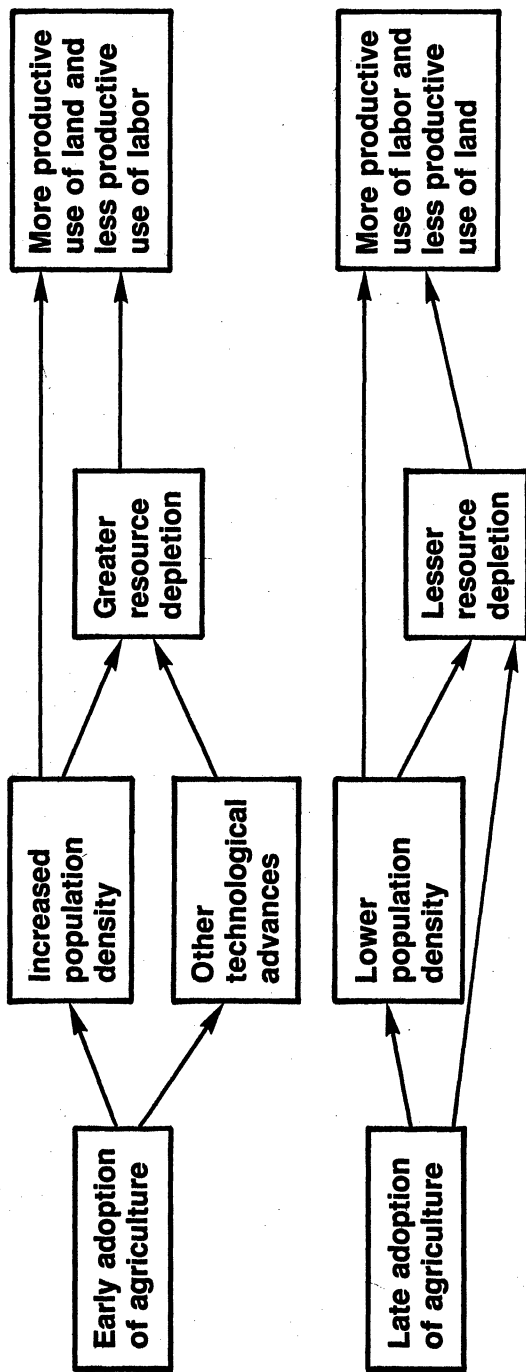 Early adoption
of agriculture
Increased
population
density
Other
technological
advances
Greater
resource
depletion
More productive
use of land and
less productive
use of labor
Late adoption
of agriculture
Lower
population
density
Lesser
resource
depletion
More productive
use of labor and
less productive
use of land